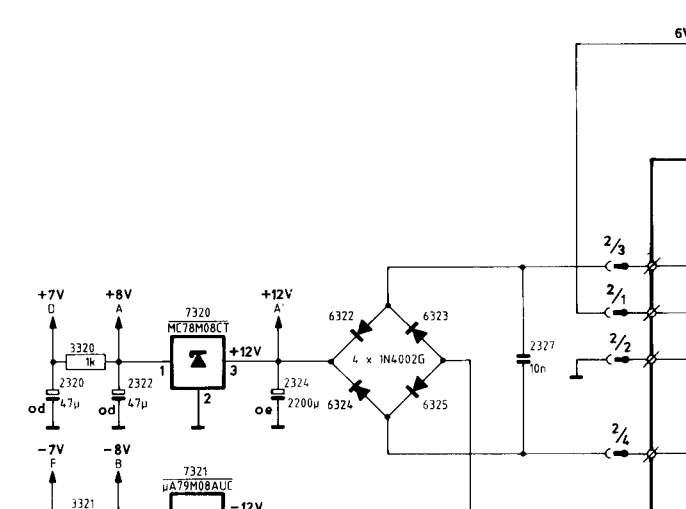 6V
2/3
2/1
2/2
2/4
+7V
D
+8V
A
7320
MC78M08CT
+12V
A'
6322
6323
3320
1k
1
+12V
3
2
4 x 1N4002G
2327
10n
2320
47µ
od
2322
47µ
od
2324
2200µ
oe
6324
6325
-7V
F
-8V
B
7321
µA79M08AUC
3321
-12V